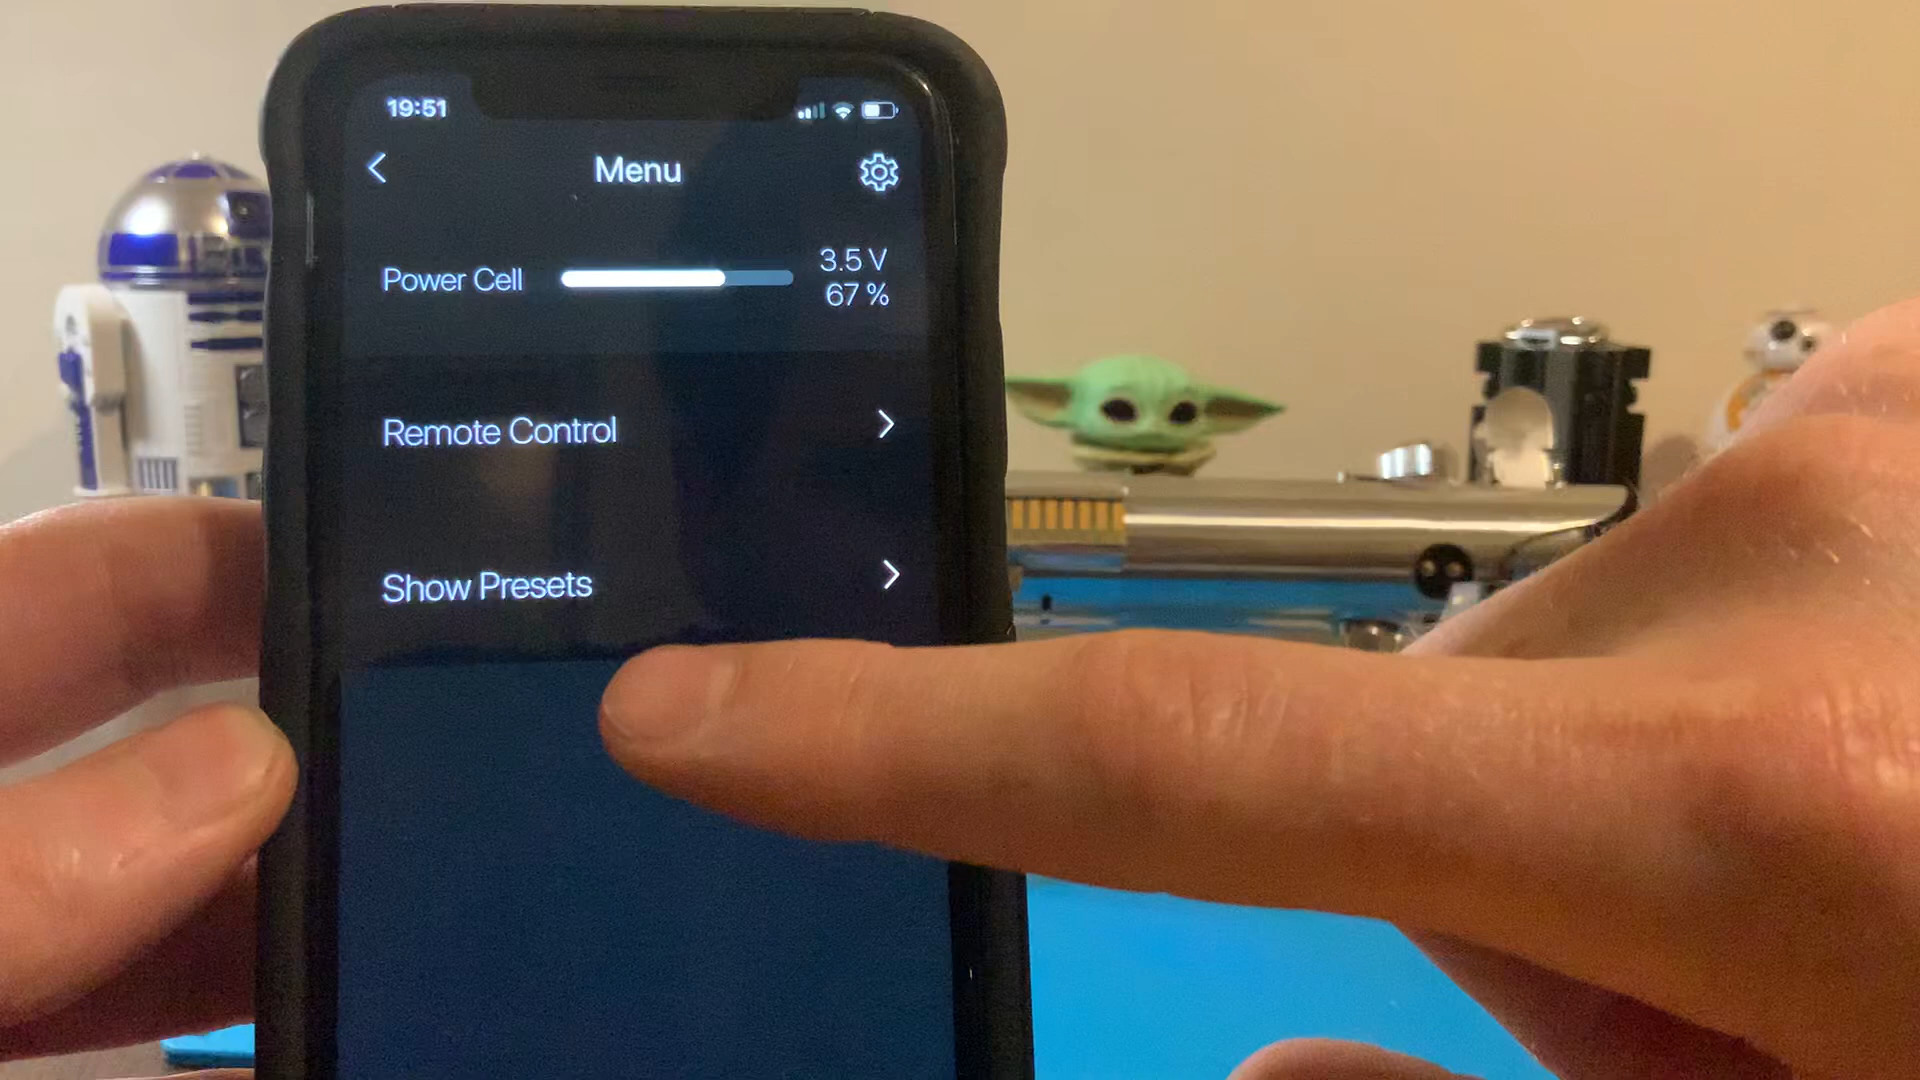 19:51
Menu
Power Cell
3.5 V
67 %
Remote Control
Show Presets